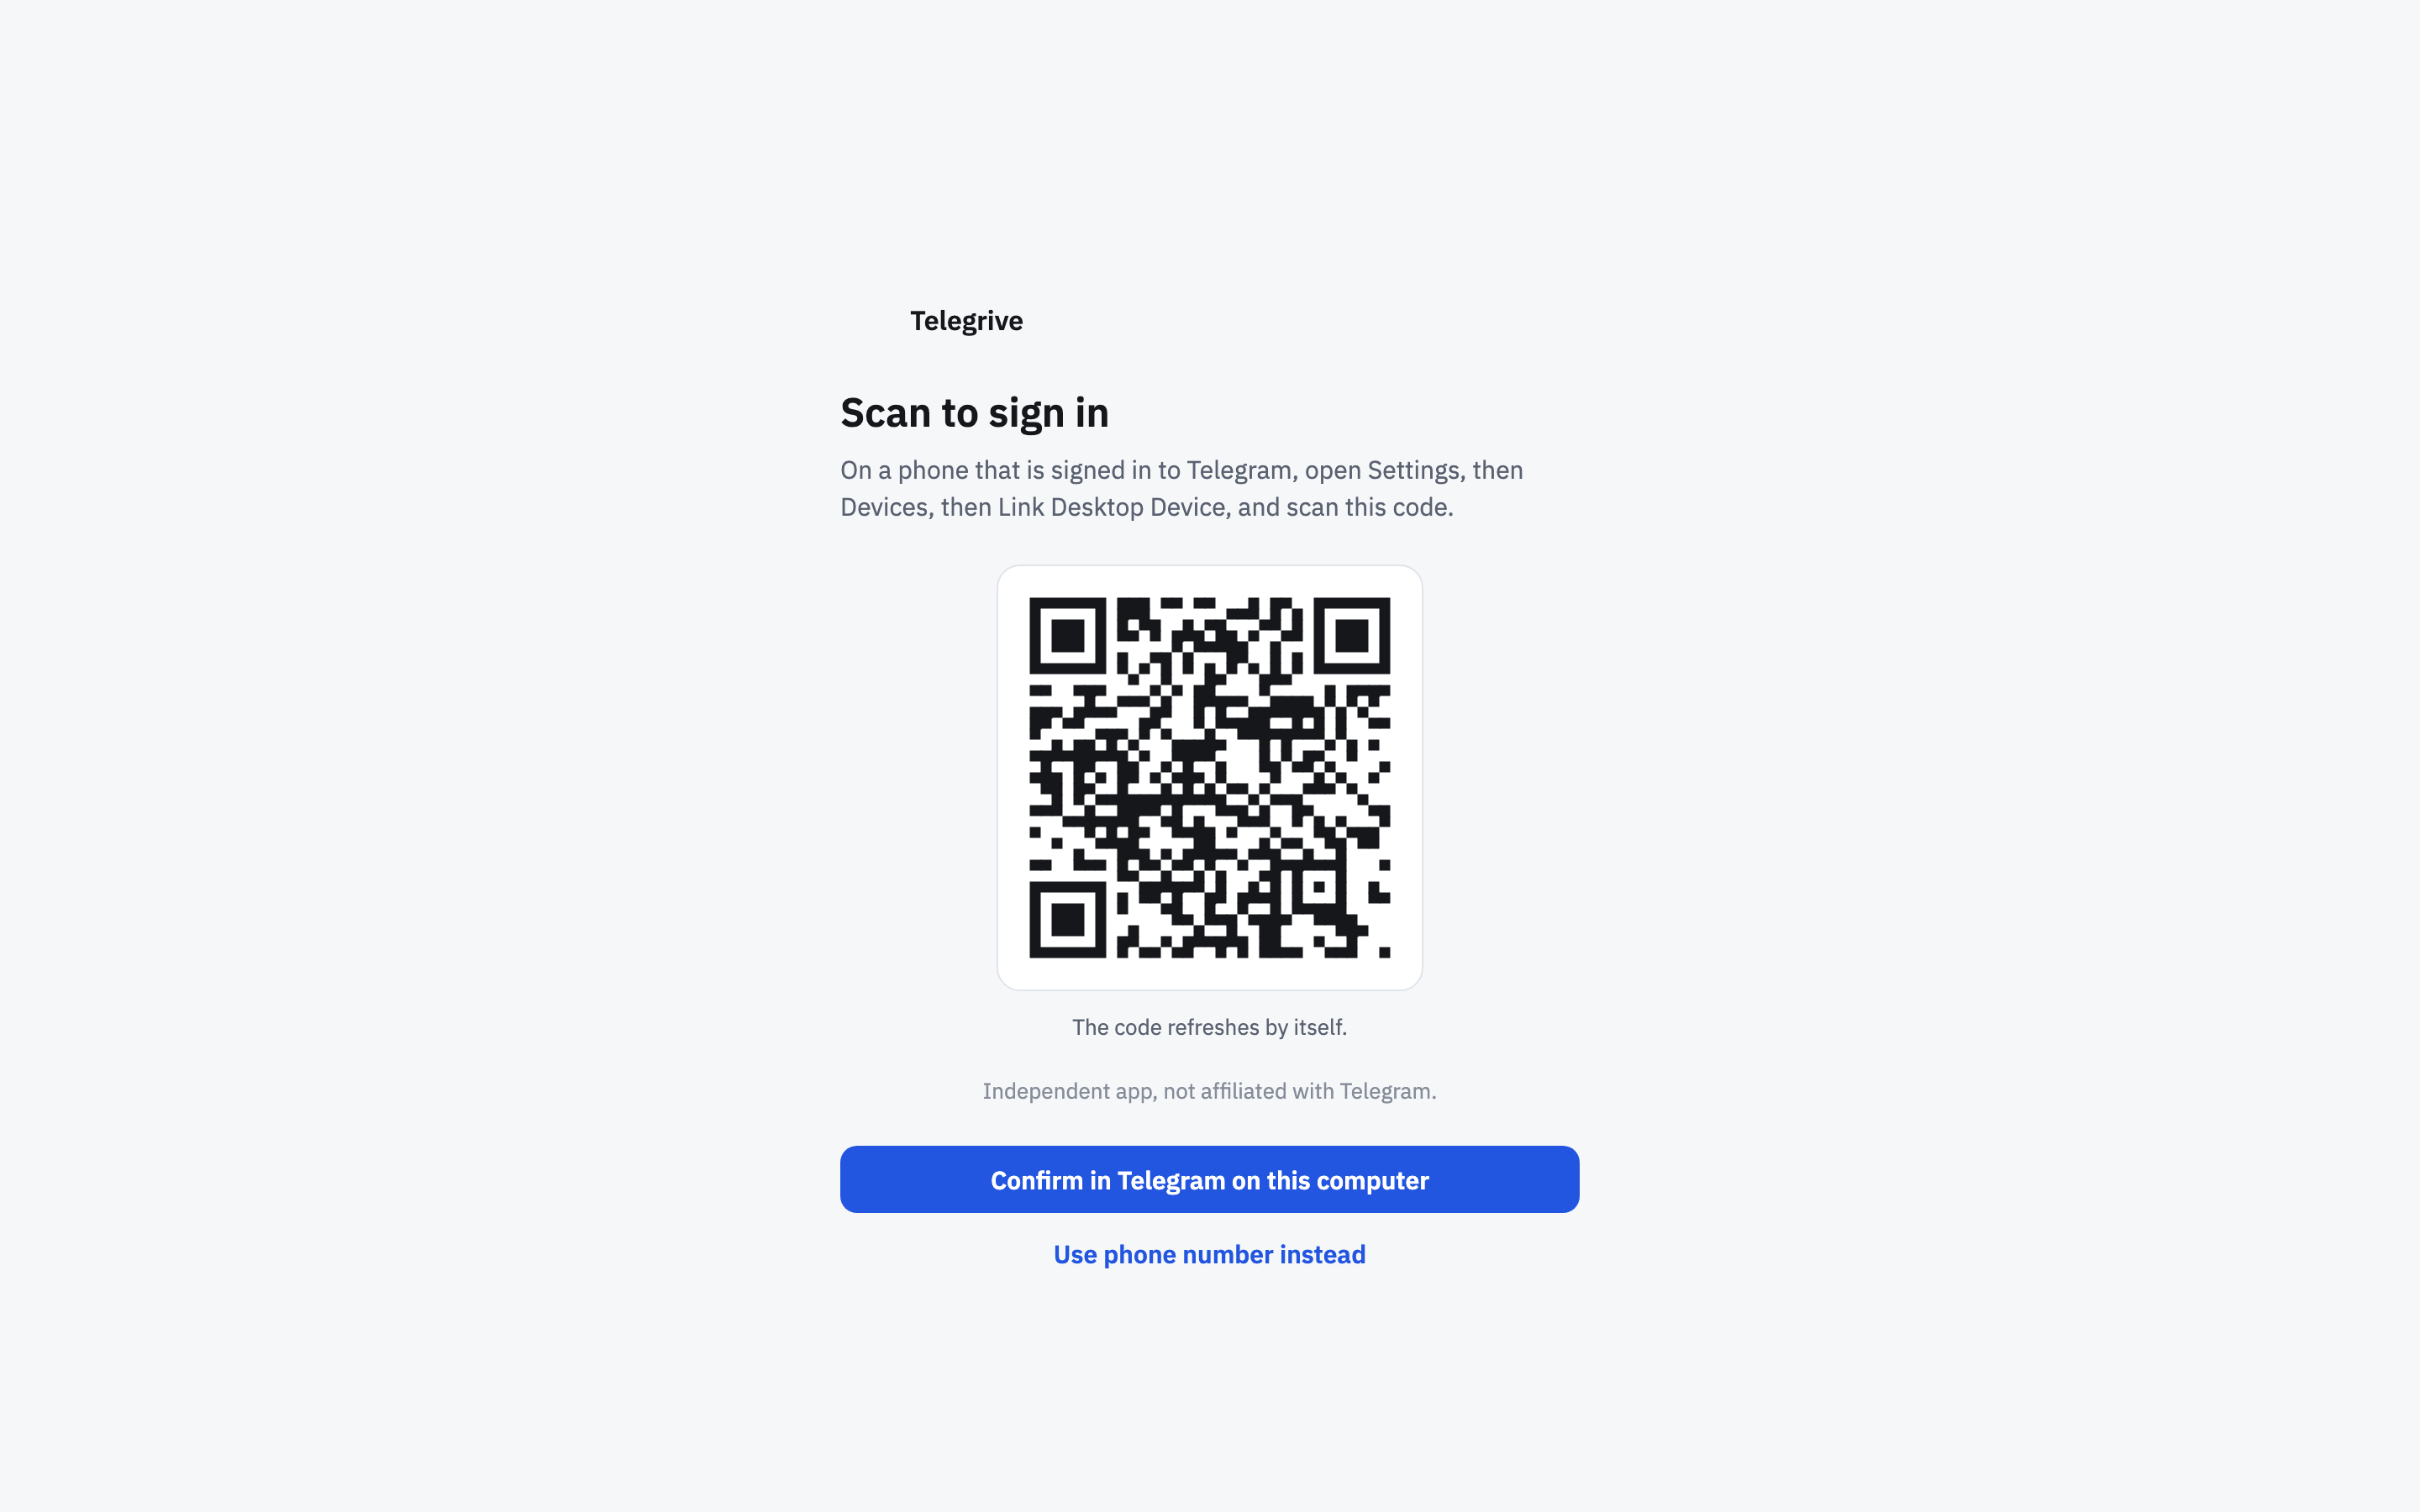 Telegrive
Scan to sign in
On a phone that is signed in to Telegram, open Settings, then
Devices, then Link Desktop Device, and scan this code.
The code refreshes by itself.
Independent app, not affiliated with Telegram.
Confirm in Telegram on this computer
Use phone number instead